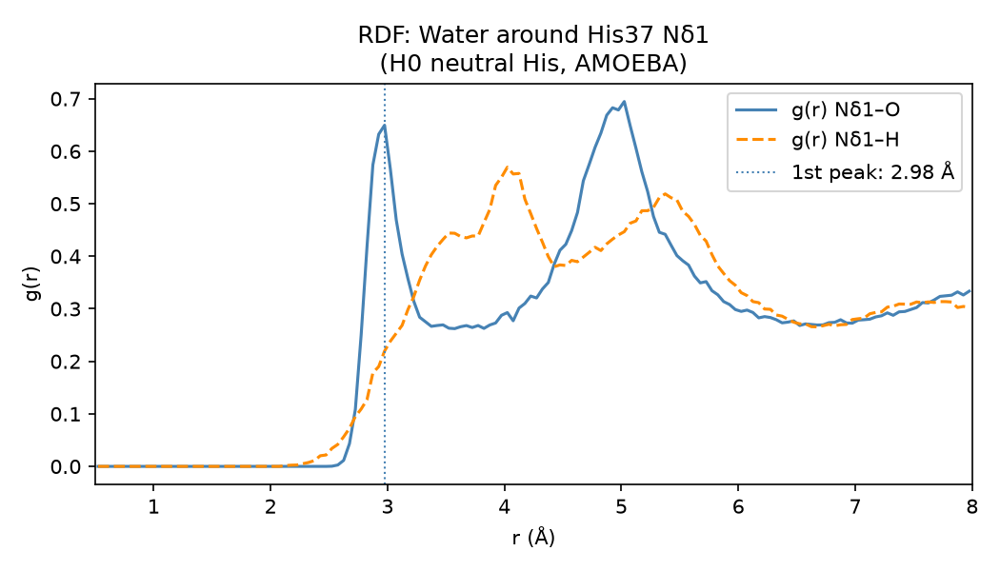 RDF: Water around His37 Nδ1
(H0 neutral His, AMOEBA)
g(r) Nδ1–O
g(r) Nδ1–H
1st peak: 2.98 Å
g(r)
0.7
0.6
0.5
0.4
0.3
0.2
0.1
0.0
1 2 3 4 5 6 7 8
r (Å)